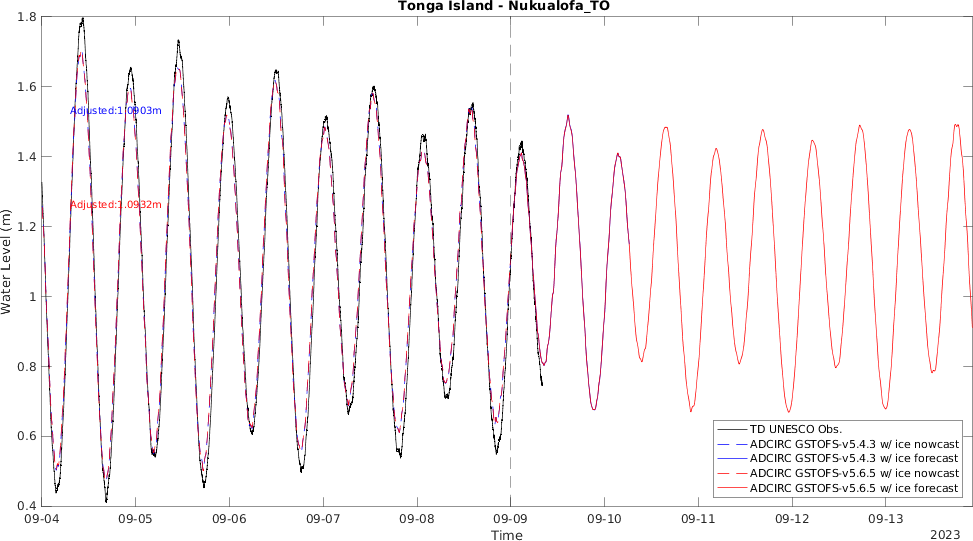 Tonga Island - Nukualofa_TO
1.8
1.6
1.4
1.2
1
0.8
0.6
0.4
Water Level (m)
Adjusted:1.0903m
Adjusted:1.0932m
TD UNESCO Obs.
ADCIRC GSTOFS-v5.4.3 w/ ice nowcast
ADCIRC GSTOFS-v5.4.3 w/ ice forecast
ADCIRC GSTOFS-v5.6.5 w/ ice nowcast
ADCIRC GSTOFS-v5.6.5 w/ ice forecast
09-04 09-05 09-06 09-07 09-08 09-09 09-10 09-11 09-12 09-13
Time
2023